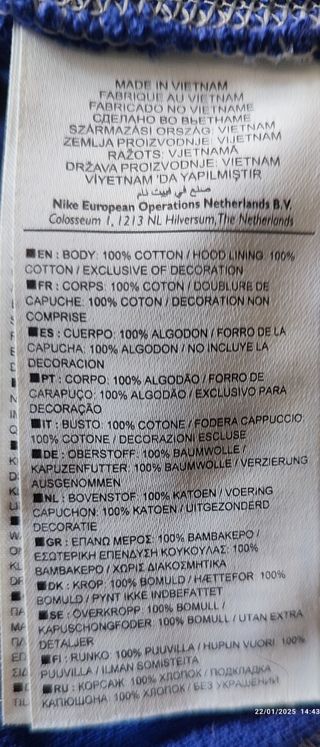 MADE IN VIETNAM
FABRIQUE AU VIETNAM
FABRICADO NO VIETNAME
СДЕЛАНО ВО ВЬЕТНАМЕ
SZÁRMAZÁSI ORSZÁG: VIETNAM
ZEMLJA PROIZVODNJE: VIJETNAM
RAŽOTS: VJETNAMĀ
DRŽAVA PROIZVODNJE: VIETNAM
VİYETNAM 'DA YAPILMIŞTIR
صنع في فيت نام
Nike European Operations Netherlands B.V.
Colosseum 1, 1213 NL Hilversum, The Netherlands
EN : BODY: 100% COTTON / HOOD LINING: 100%
COTTON / EXCLUSIVE OF DECORATION
FR : CORPS: 100% COTON / DOUBLURE DE
CAPUCHE: 100% COTON / DECORATION NON
COMPRISE
ES : CUERPO: 100% ALGODON / FORRO DE LA
CAPUCHA: 100% ALGODON / NO INCLUYE LA
DECORACION
PT : CORPO: 100% ALGODÃO / FORRO DE
CARAPUÇO: 100% ALGODÃO / EXCLUSIVO PARA
DECORAÇÃO
IT : BUSTO: 100% COTONE / FODERA CAPPUCCIO:
100% COTONE / DECORAZIONI ESCLUSE
DE : OBERSTOFF: 100% BAUMWOLLE /
KAPUZENFUTTER: 100% BAUMWOLLE / VERZIERUNG
AUSGENOMMEN
NL : BOVENSTOF: 100% KATOEN / VOERING
CAPUCHON: 100% KATOEN / UITGEZONDERD
DECORATIE
GR : ΕΠΑΝΩ ΜΕΡΟΣ: 100% ΒΑΜΒΑΚΕΡΟ /
ΕΣΩΤΕΡΙΚΗ ΕΠΕΝΔΥΣΗ ΚΟΥΚΟΥΛΑΣ: 100%
ΒΑΜΒΑΚΕΡΟ / ΧΩΡΙΣ ΔΙΑΚΟΣΜΗΤΙΚΑ
DK : KROP: 100% BOMULD / HÆTTEFOR: 100%
BOMULD / PYNT IKKE INDBEFATTET
SE : ÖVERKROPP: 100% BOMULL /
KAPUSCHONGFODER: 100% BOMULL / UTAN EXTRA
DETALJER
FI : RUNKO: 100% PUUVILLA / HUPUN VUORI: 100%
PUUVILLA / ILMAN SOMISTEITA
RU : КОРСАЖ: 100% ХЛОПОК / ПОДКЛАДКА
КАПЮШОНА: 100% ХЛОПОК / БЕЗ УКРАШЕНИЙ
22/01/2025 14:43